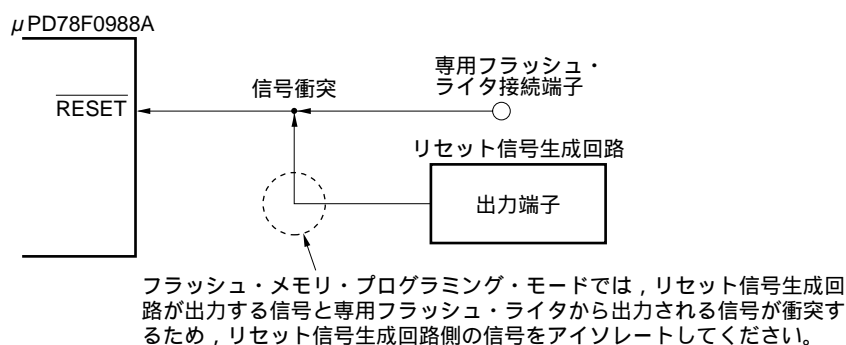 μPD78F0988A
専用フラッシュ・
ライタ接続端子
信号衝突
RESET
リセット信号生成回路
出力端子
フラッシュ・メモリ・プログラミング・モードでは，リセット信号生成回
路が出力する信号と専用フラッシュ・ライタから出力される信号が衝突す
るため，リセット信号生成回路側の信号をアイソレートしてください。